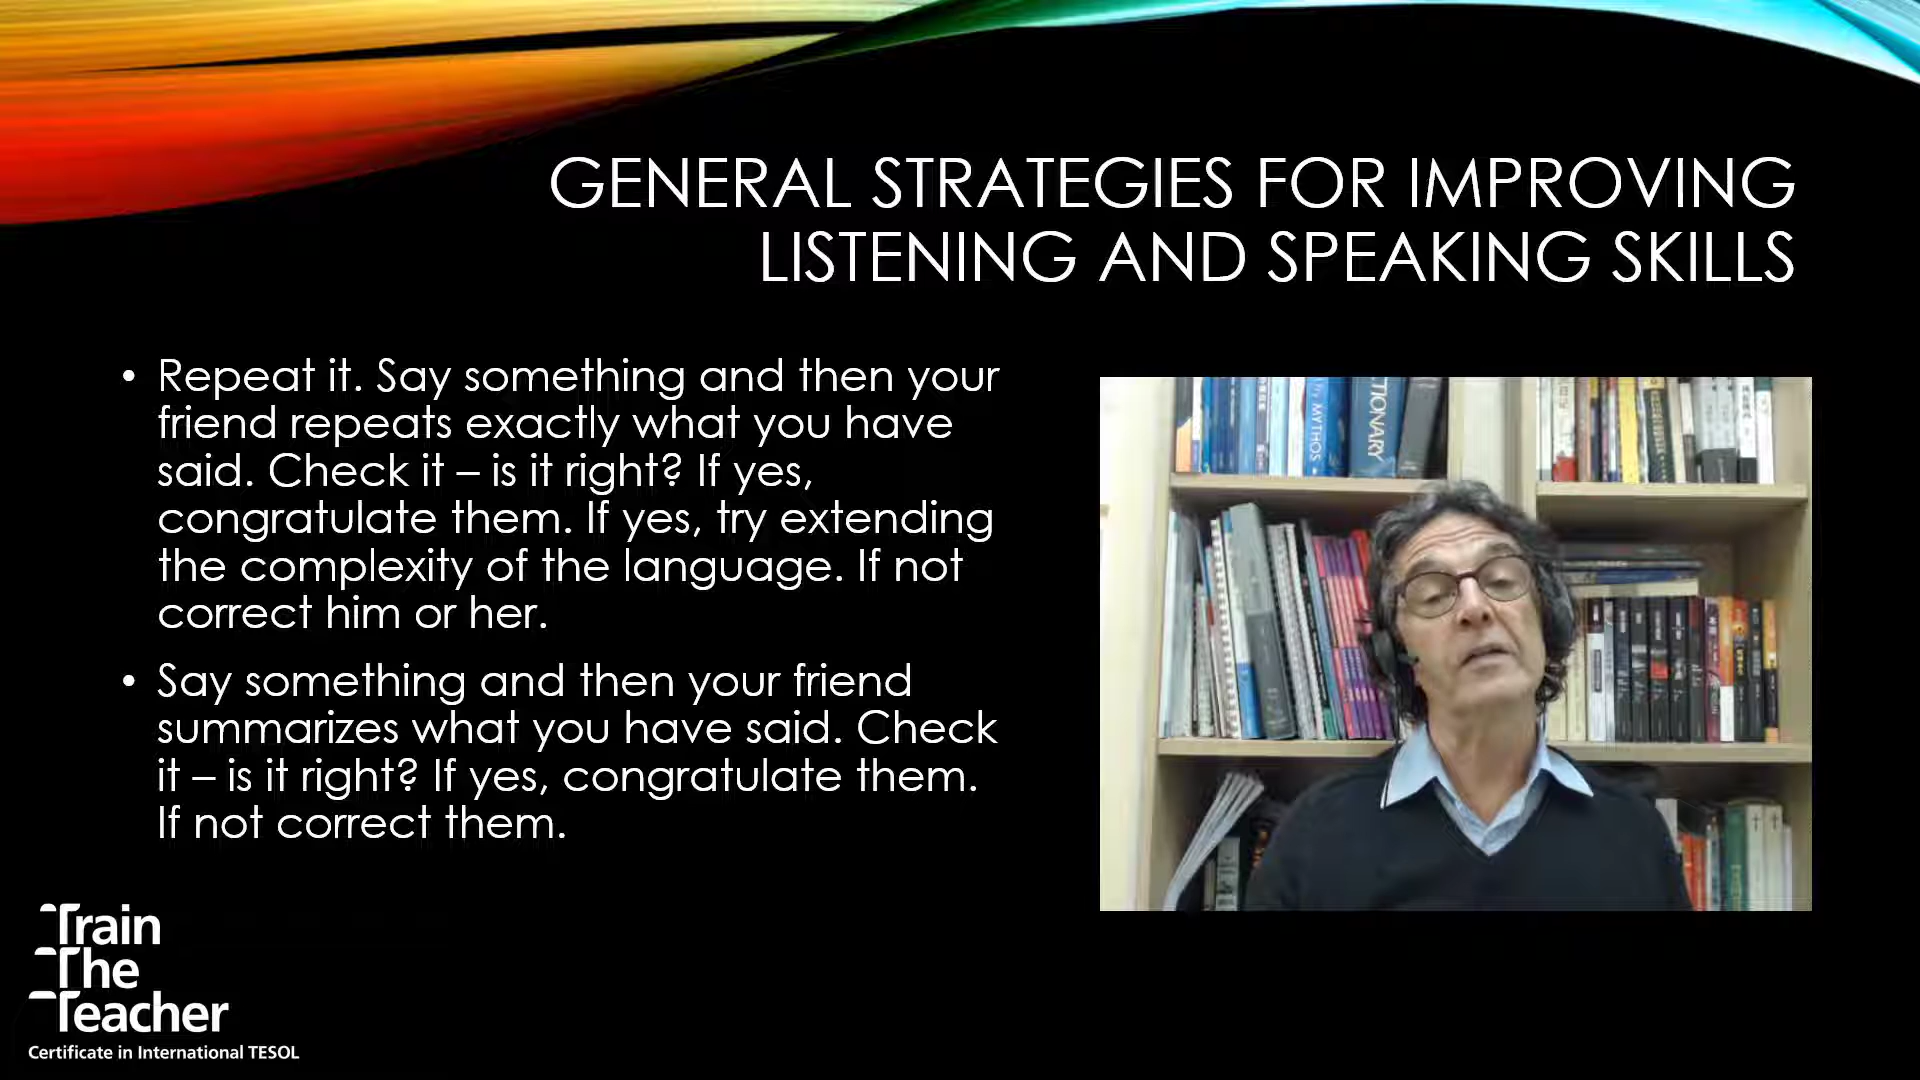 GENERAL STRATEGIES FOR IMPROVING
LISTENING AND SPEAKING SKILLS
• Repeat it. Say something and then your
friend repeats exactly what you have
said. Check it – is it right? If yes,
congratulate them. If yes, try extending
the complexity of the language. If not
correct him or her.
• Say something and then your friend
summarizes what you have said. Check
it – is it right? If yes, congratulate them.
If not correct them.
MYTHOS
TIONARY
Train
The
Teacher
Certificate in International TESOL